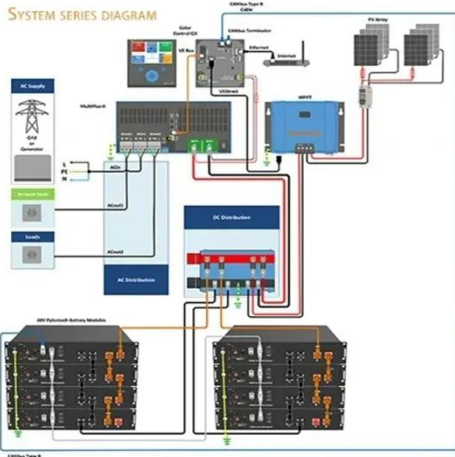 SYSTEM SERIES DIAGRAM
CANbus Type B
Cable
Color
Control GX
CANbus Terminator
PV Array
VE.Bus
Ethernet
Internet
AC Supply
VE.Direct
MultiPlus-II
MPPT
Grid
or
Generator
L
PE
N
ACin
ACout1
Loads
DC Distribution
ACout2
AC Distribution
48V Pylontech Battery Modules
CANbus Type B